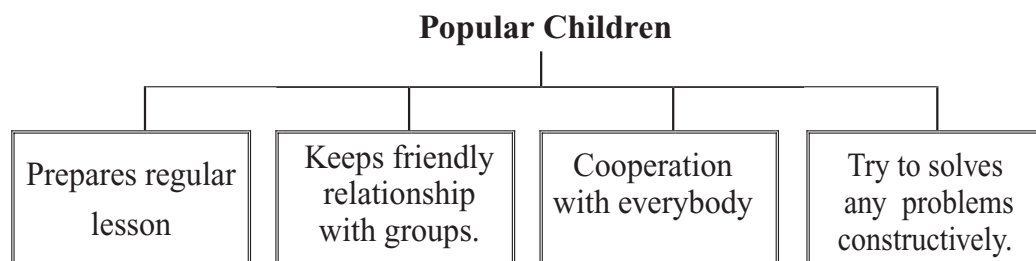 Popular Children
Prepares regular
lesson
Keeps friendly
relationship
with groups.
Cooperation
with everybody
Try to solves
any problems
constructively.